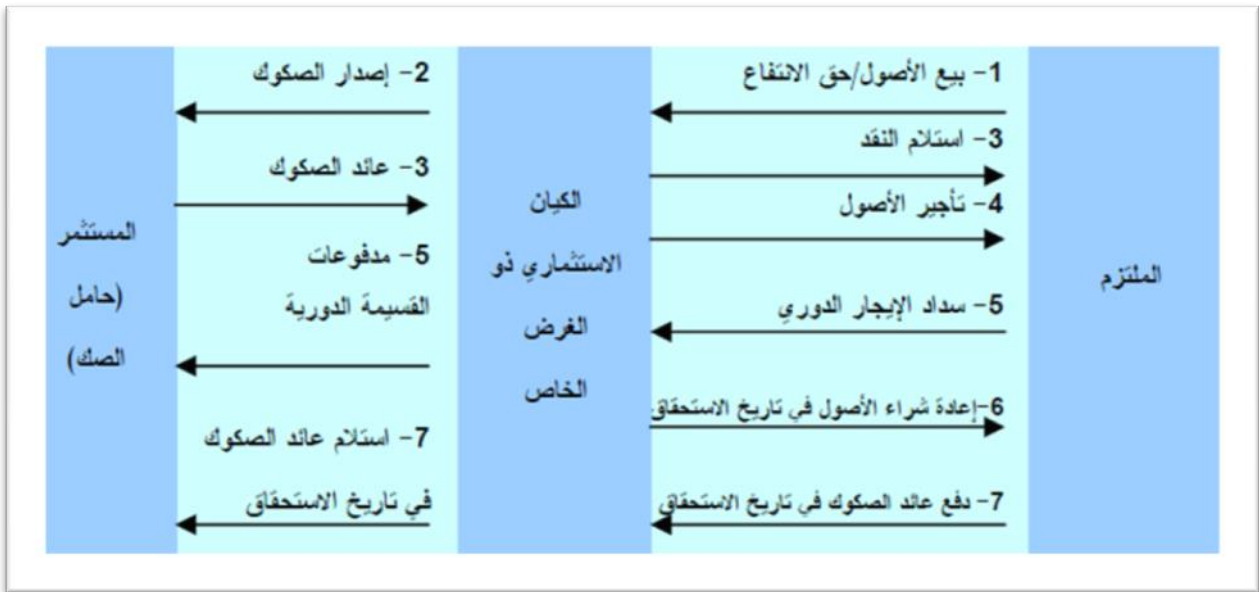 الملتزم
1- بيع الأصول/حق الانتفاع
3- استلام النقد
4- تأجير الأصول
5- سداد الإيجار الدوري
6-إعادة شراء الأصول في تاريخ الاستحقاق
7- دفع عائد الصكوك في تاريخ الاستحقاق
الكيان
الاستثماري ذو
الغرض
الخاص
2- إصدار الصكوك
3- عائد الصكوك
5- مدفوعات
القسيمة الدورية
7- استلام عائد الصكوك
في تاريخ الاستحقاق
المستثمر
(حامل
الصك)